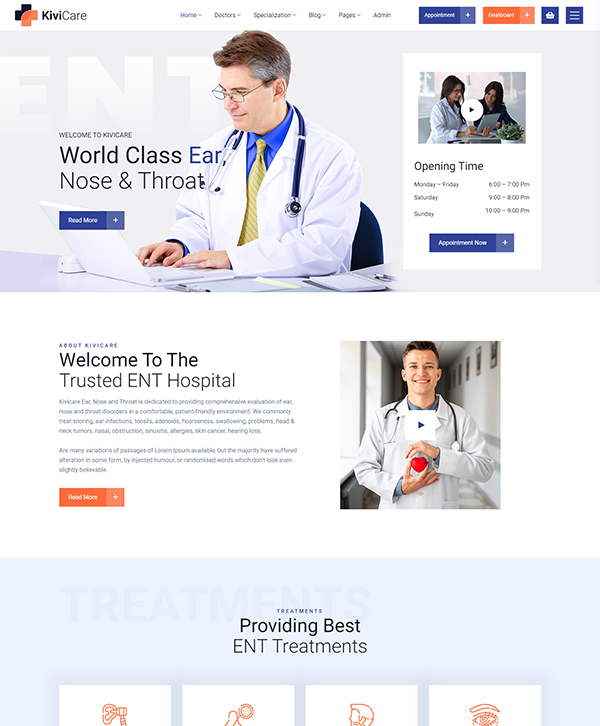 KiviCare
Home Doctors Specialization Blog Pages Admin
Appointment +
Dashboard +
ENT
WELCOME TO KIVICARE
World Class Ear,
Nose & Throat
Read More +
Opening Time
Monday – Friday 6:00 – 7:00 Pm
Saturday 9:00 – 8:00 Pm
Sunday 10:00 – 9:00 Pm
Appointment Now +
ABOUT KIVICARE
Welcome To The
Trusted ENT Hospital
Kivicare Ear, Nose and Throat is dedicated to providing comprehensive evaluation of ear,
nose and throat disorders in a comfortable, patient-friendly environment. We commonly
treat snoring, ear infections, tonsils, adenoids, hoarseness, swallowing, problems, head &
neck tumors, nasal, obstruction, sinusitis, allergies, skin cancer, hearing loss.
Are many variations of passages of Lorem Ipsum available, but the majority have suffered
alteration in some form, by injected humour, or randomised words which don't look even
slightly believable.
Read More +
TREATMENTS
TREATMENTS
Providing Best
ENT Treatments